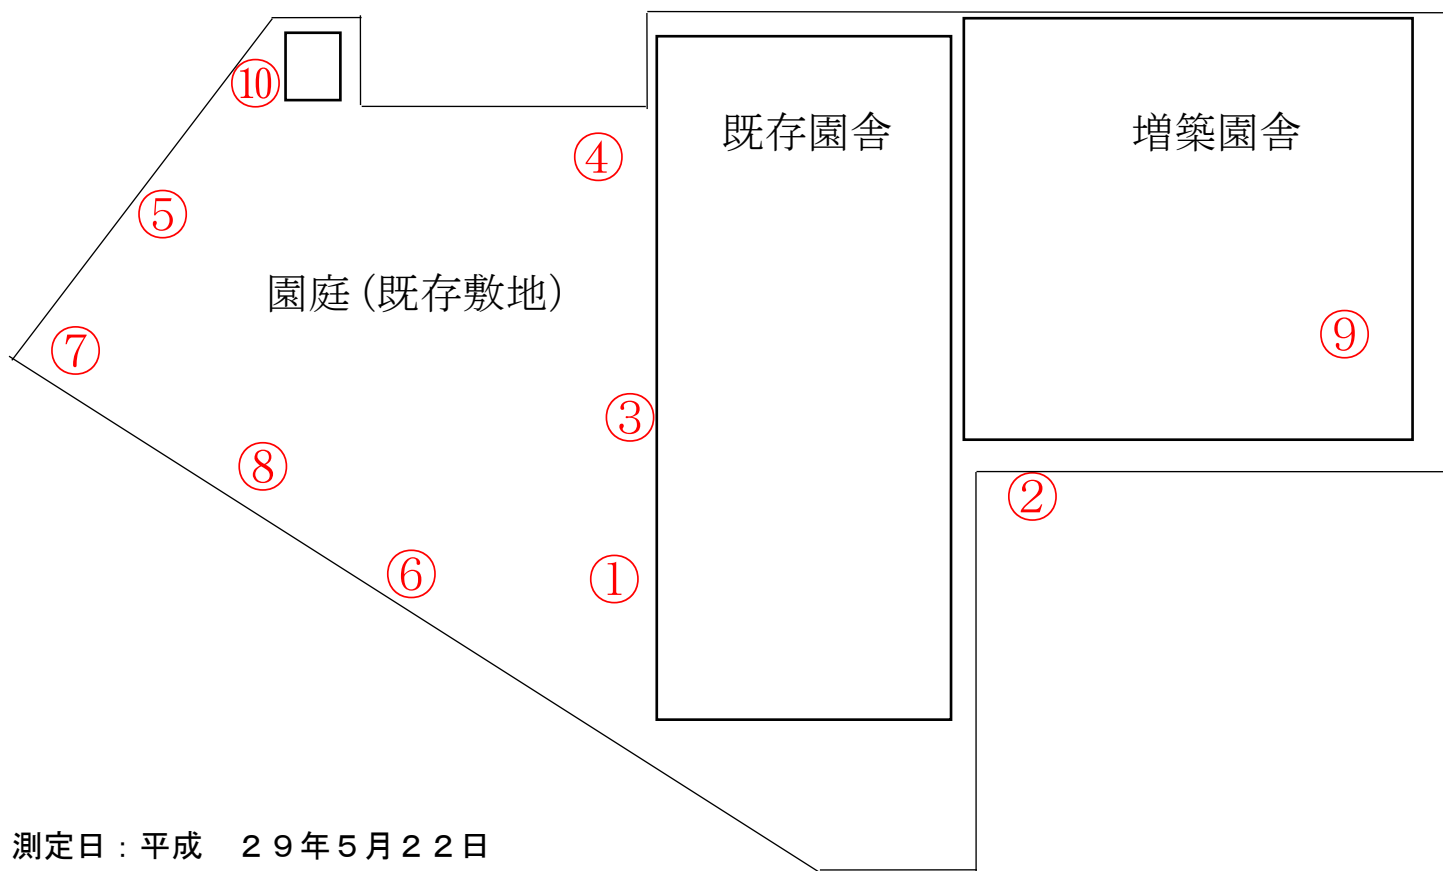 ⑩
既存園舎
増築園舎
④
⑤
園庭(既存敷地)
⑨
⑦
③
⑧
②
⑥
①
測定日:平成　29年5月22日